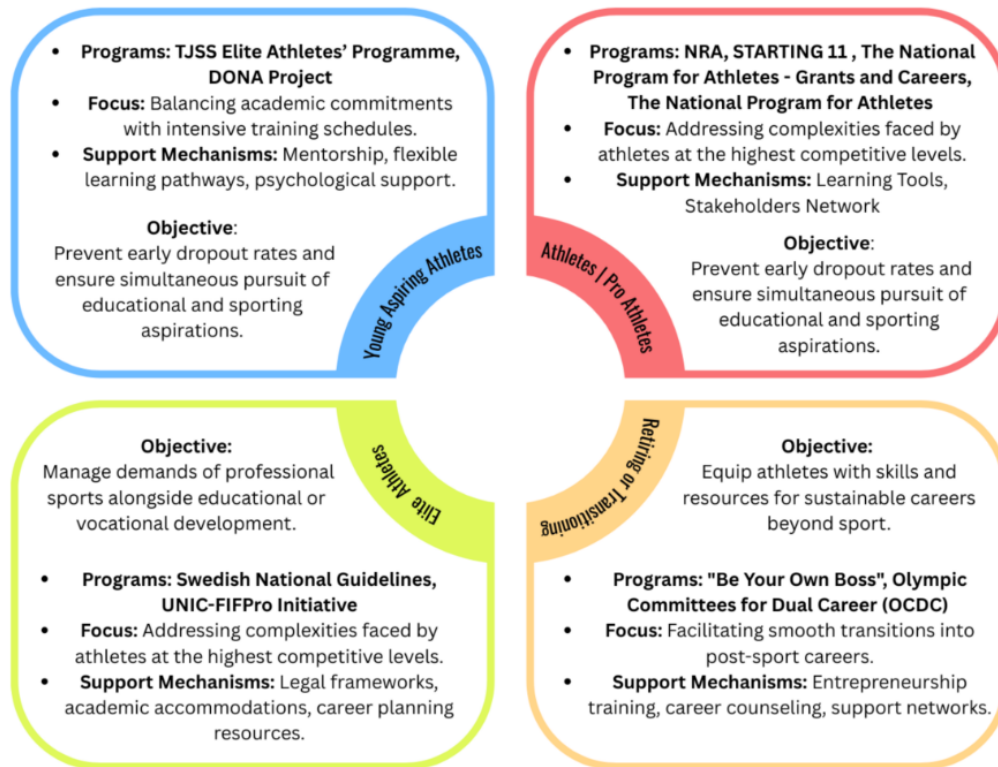 • Programs: TJSS Elite Athletes’ Programme,
DONA Project
• Focus: Balancing academic commitments
with intensive training schedules.
• Support Mechanisms: Mentorship, flexible
learning pathways, psychological support.
Objective:
Prevent early dropout rates and
ensure simultaneous pursuit of
educational and sporting
aspirations.
Young Aspiring Athletes
• Programs: NRA, STARTING 11 , The National
Program for Athletes - Grants and Careers,
The National Program for Athletes
• Focus: Addressing complexities faced by
athletes at the highest competitive levels.
• Support Mechanisms: Learning Tools,
Stakeholders Network
Objective:
Prevent early dropout rates and
ensure simultaneous pursuit of
educational and sporting
aspirations.
Athletes | Pro Athletes
Objective:
Manage demands of professional
sports alongside educational or
vocational development.
Elite Athletes
• Programs: Swedish National Guidelines,
UNIC-FIFPro Initiative
• Focus: Addressing complexities faced by
athletes at the highest competitive levels.
• Support Mechanisms: Legal frameworks,
academic accommodations, career planning
resources.
Retiring or Transitioning
Objective:
Equip athletes with skills and
resources for sustainable careers
beyond sport.
• Programs: "Be Your Own Boss", Olympic
Committees for Dual Career (OCDC)
• Focus: Facilitating smooth transitions into
post-sport careers.
• Support Mechanisms: Entrepreneurship
training, career counseling, support networks.